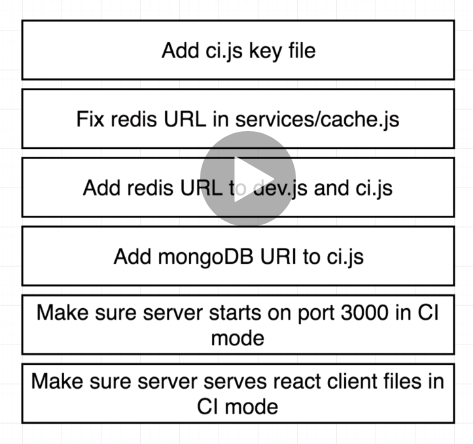 Add ci.js key file
Fix redis URL in services/cache.js
Add redis URL to dev.js and ci.js
Add mongoDB URI to ci.js
Make sure server starts on port 3000 in CI
mode
Make sure server serves react client files in
CI mode